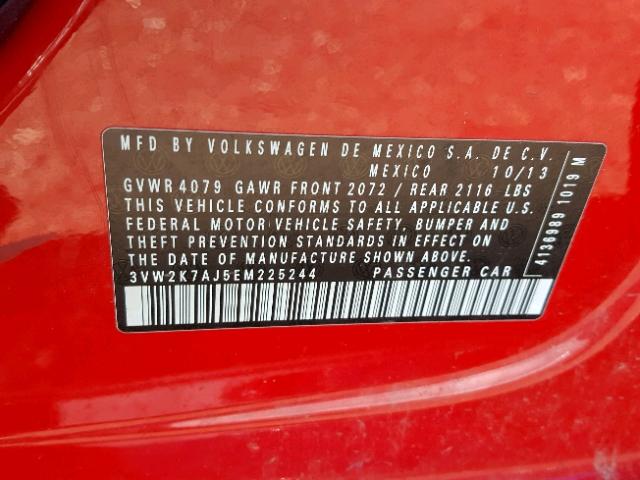 MFD BY VOLKSWAGEN DE MEXICO S.A. DE C.V.
MEXICO 10/13
GVWR 4079 GAWR FRONT 2072 / REAR 2116 LBS
THIS VEHICLE CONFORMS TO ALL APPLICABLE U.S.
FEDERAL MOTOR VEHICLE SAFETY, BUMPER AND
THEFT PREVENTION STANDARDS IN EFFECT ON
THE DATE OF MANUFACTURE SHOWN ABOVE.
3VW2K7AJ5EM225244 PASSENGER CAR
4136989 1019 M